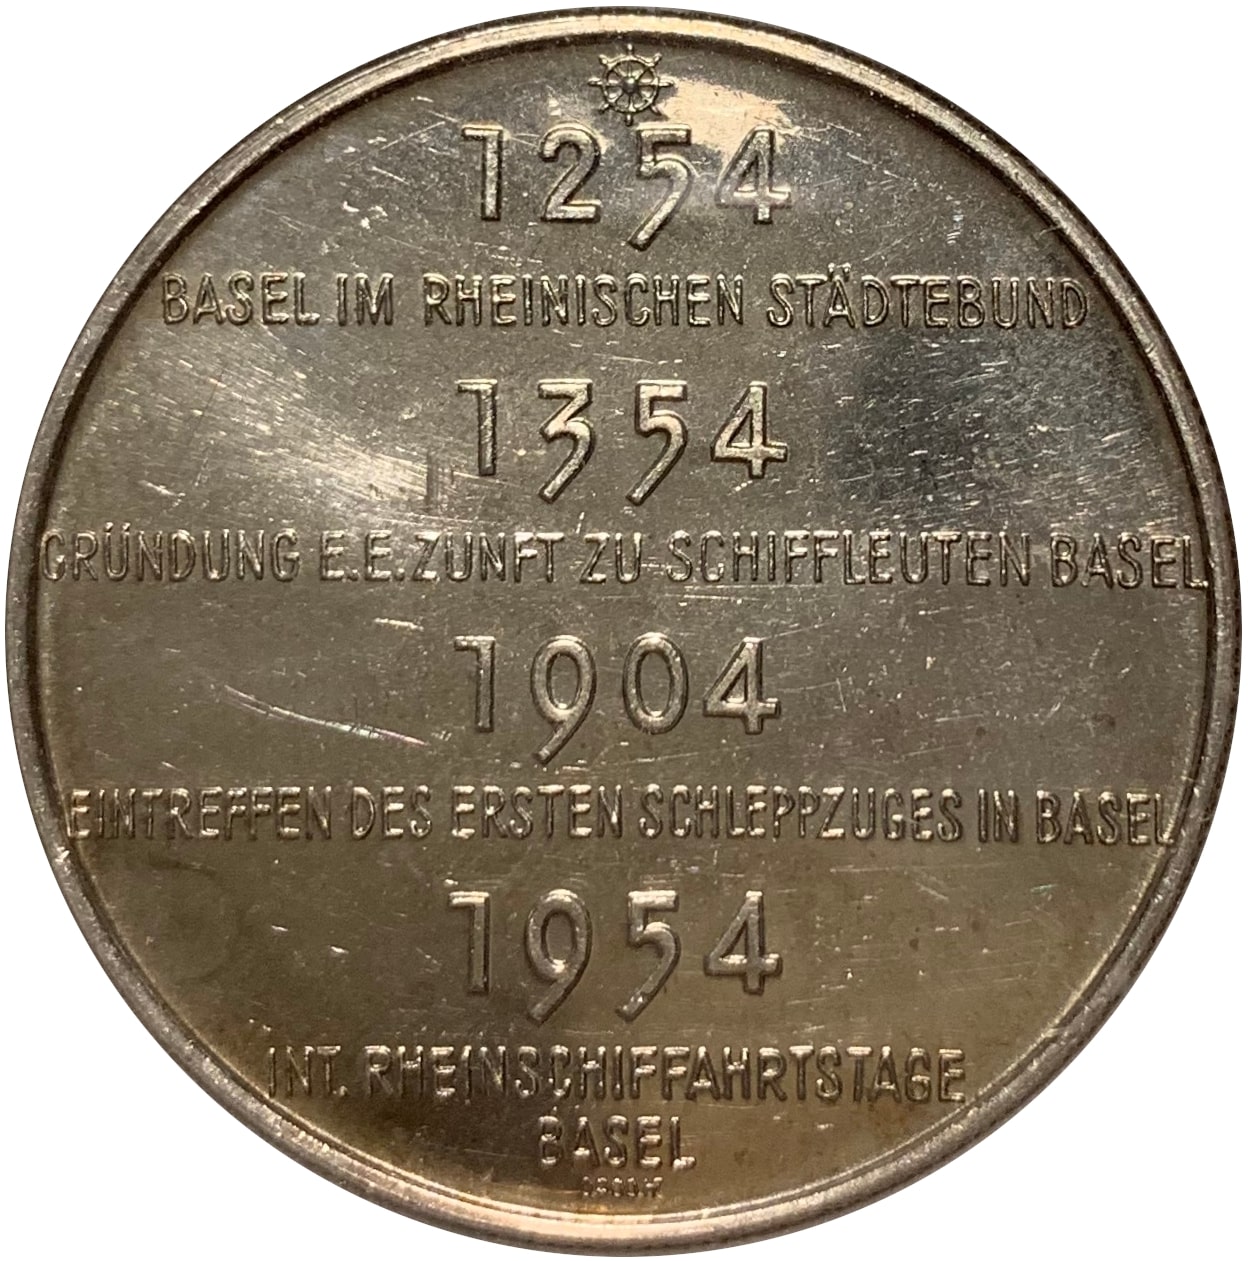 1254
BASEL IM RHEINISCHEN STÄDTEBUND
1354
GRÜNDUNG E.E. ZUNFT ZU SCHIFFLEUTEN BASEL
1904
EINTREFFEN DES ERSTEN SCHLEPPZUGES IN BASEL
1954
INT. RHEINSCHIFFAHRTSTAGE
BASEL